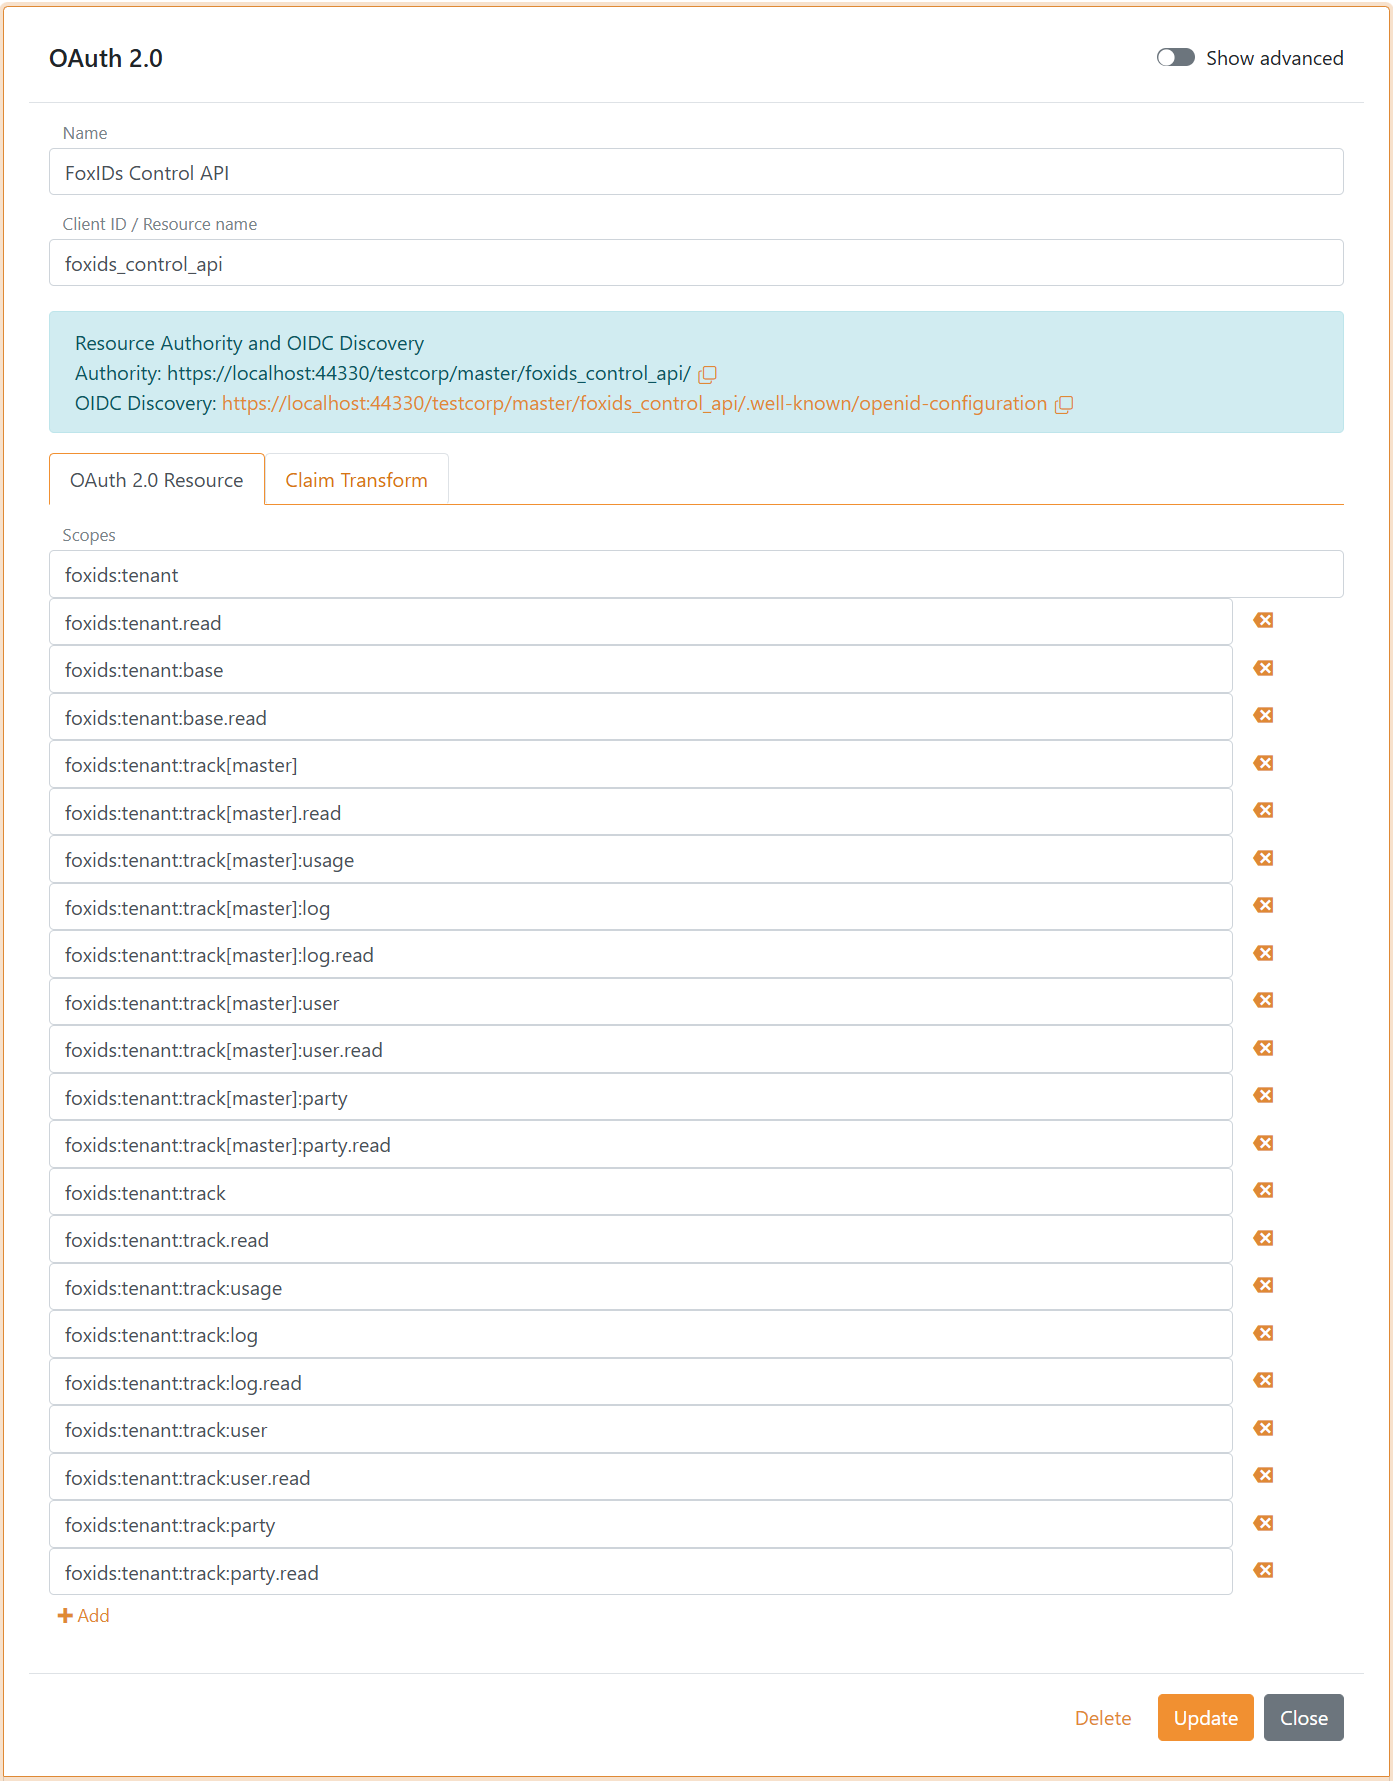 OAuth 2.0
Show advanced
Name
FoxIDs Control API
Client ID / Resource name
foxids_control_api
Resource Authority and OIDC Discovery
Authority: https://localhost:44330/testcorp/master/foxids_control_api/
OIDC Discovery: https://localhost:44330/testcorp/master/foxids_control_api/.well-known/openid-configuration
OAuth 2.0 Resource
Claim Transform
Scopes
foxids:tenant
foxids:tenant.read
foxids:tenant:base
foxids:tenant:base.read
foxids:tenant:track[master]
foxids:tenant:track[master].read
foxids:tenant:track[master]:usage
foxids:tenant:track[master]:log
foxids:tenant:track[master]:log.read
foxids:tenant:track[master]:user
foxids:tenant:track[master]:user.read
foxids:tenant:track[master]:party
foxids:tenant:track[master]:party.read
foxids:tenant:track
foxids:tenant:track.read
foxids:tenant:track:usage
foxids:tenant:track:log
foxids:tenant:track:log.read
foxids:tenant:track:user
foxids:tenant:track:user.read
foxids:tenant:track:party
foxids:tenant:track:party.read
Add
Delete
Update
Close